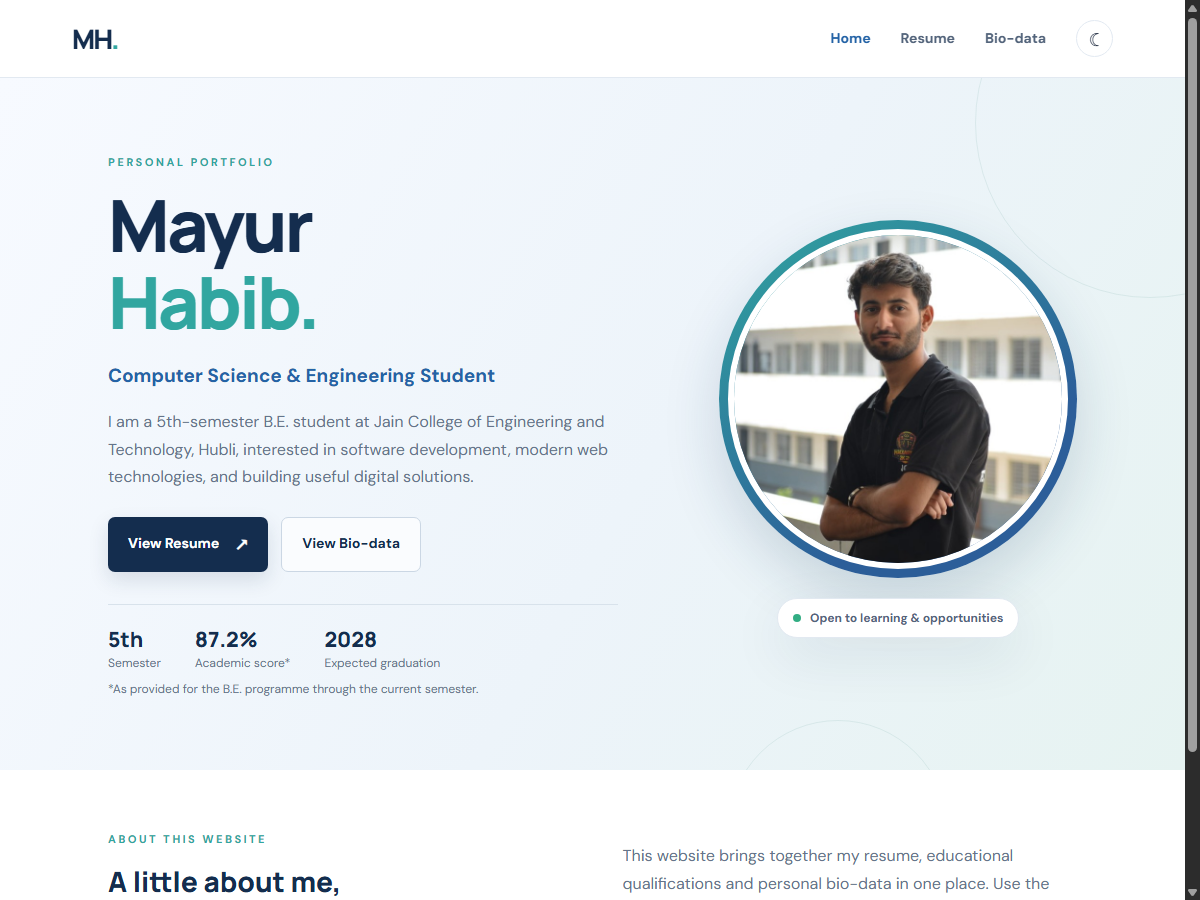 MH.
Home Resume Bio-data
PERSONAL PORTFOLIO
Mayur
Habib.
Computer Science & Engineering Student
I am a 5th-semester B.E. student at Jain College of Engineering and
Technology, Hubli, interested in software development, modern web
technologies, and building useful digital solutions.
View Resume ↗ View Bio-data
5th 87.2% 2028
Semester Academic score* Expected graduation
*As provided for the B.E. programme through the current semester.
Open to learning & opportunities
ABOUT THIS WEBSITE
A little about me,
This website brings together my resume, educational
qualifications and personal bio-data in one place. Use the